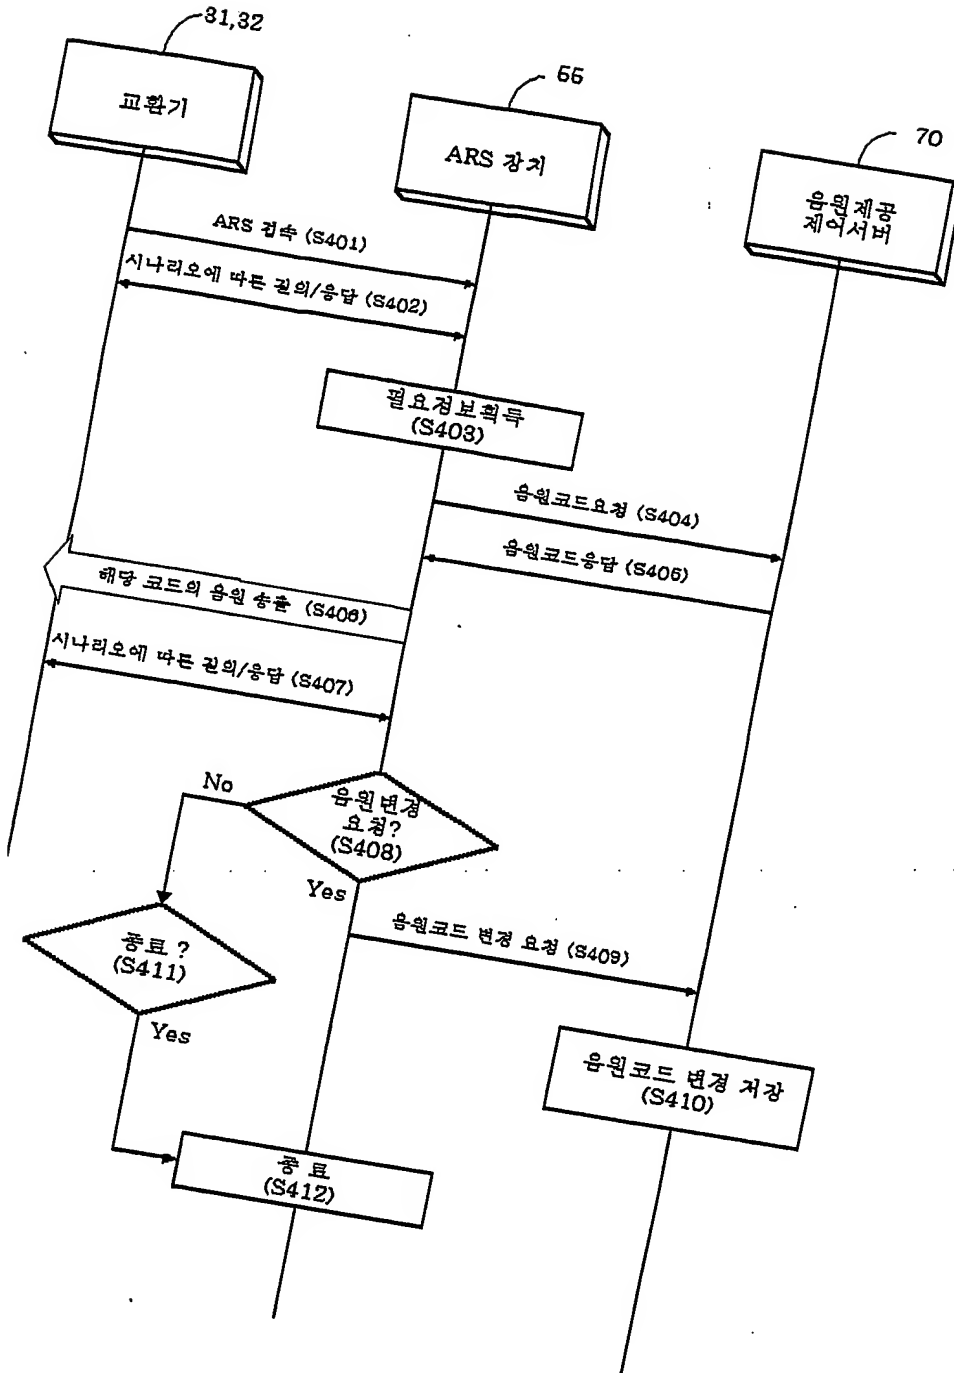 31,32
교환기
55
ARS 장치
70
음원제공
제어서버
ARS 접속 (S401)
시나리오에 따른 질의/응답 (S402)
필요정보획득
(S403)
음원코드요청 (S404)
음원코드응답 (S405)
해당 코드의 음원 송출 (S406)
시나리오에 따른 질의/응답 (S407)
No
음원변경
요청?
(S408)
Yes
음원코드 변경 요청 (S409)
종료 ?
(S411)
Yes
음원코드 변경 저장
(S410)
종 료
(S412)